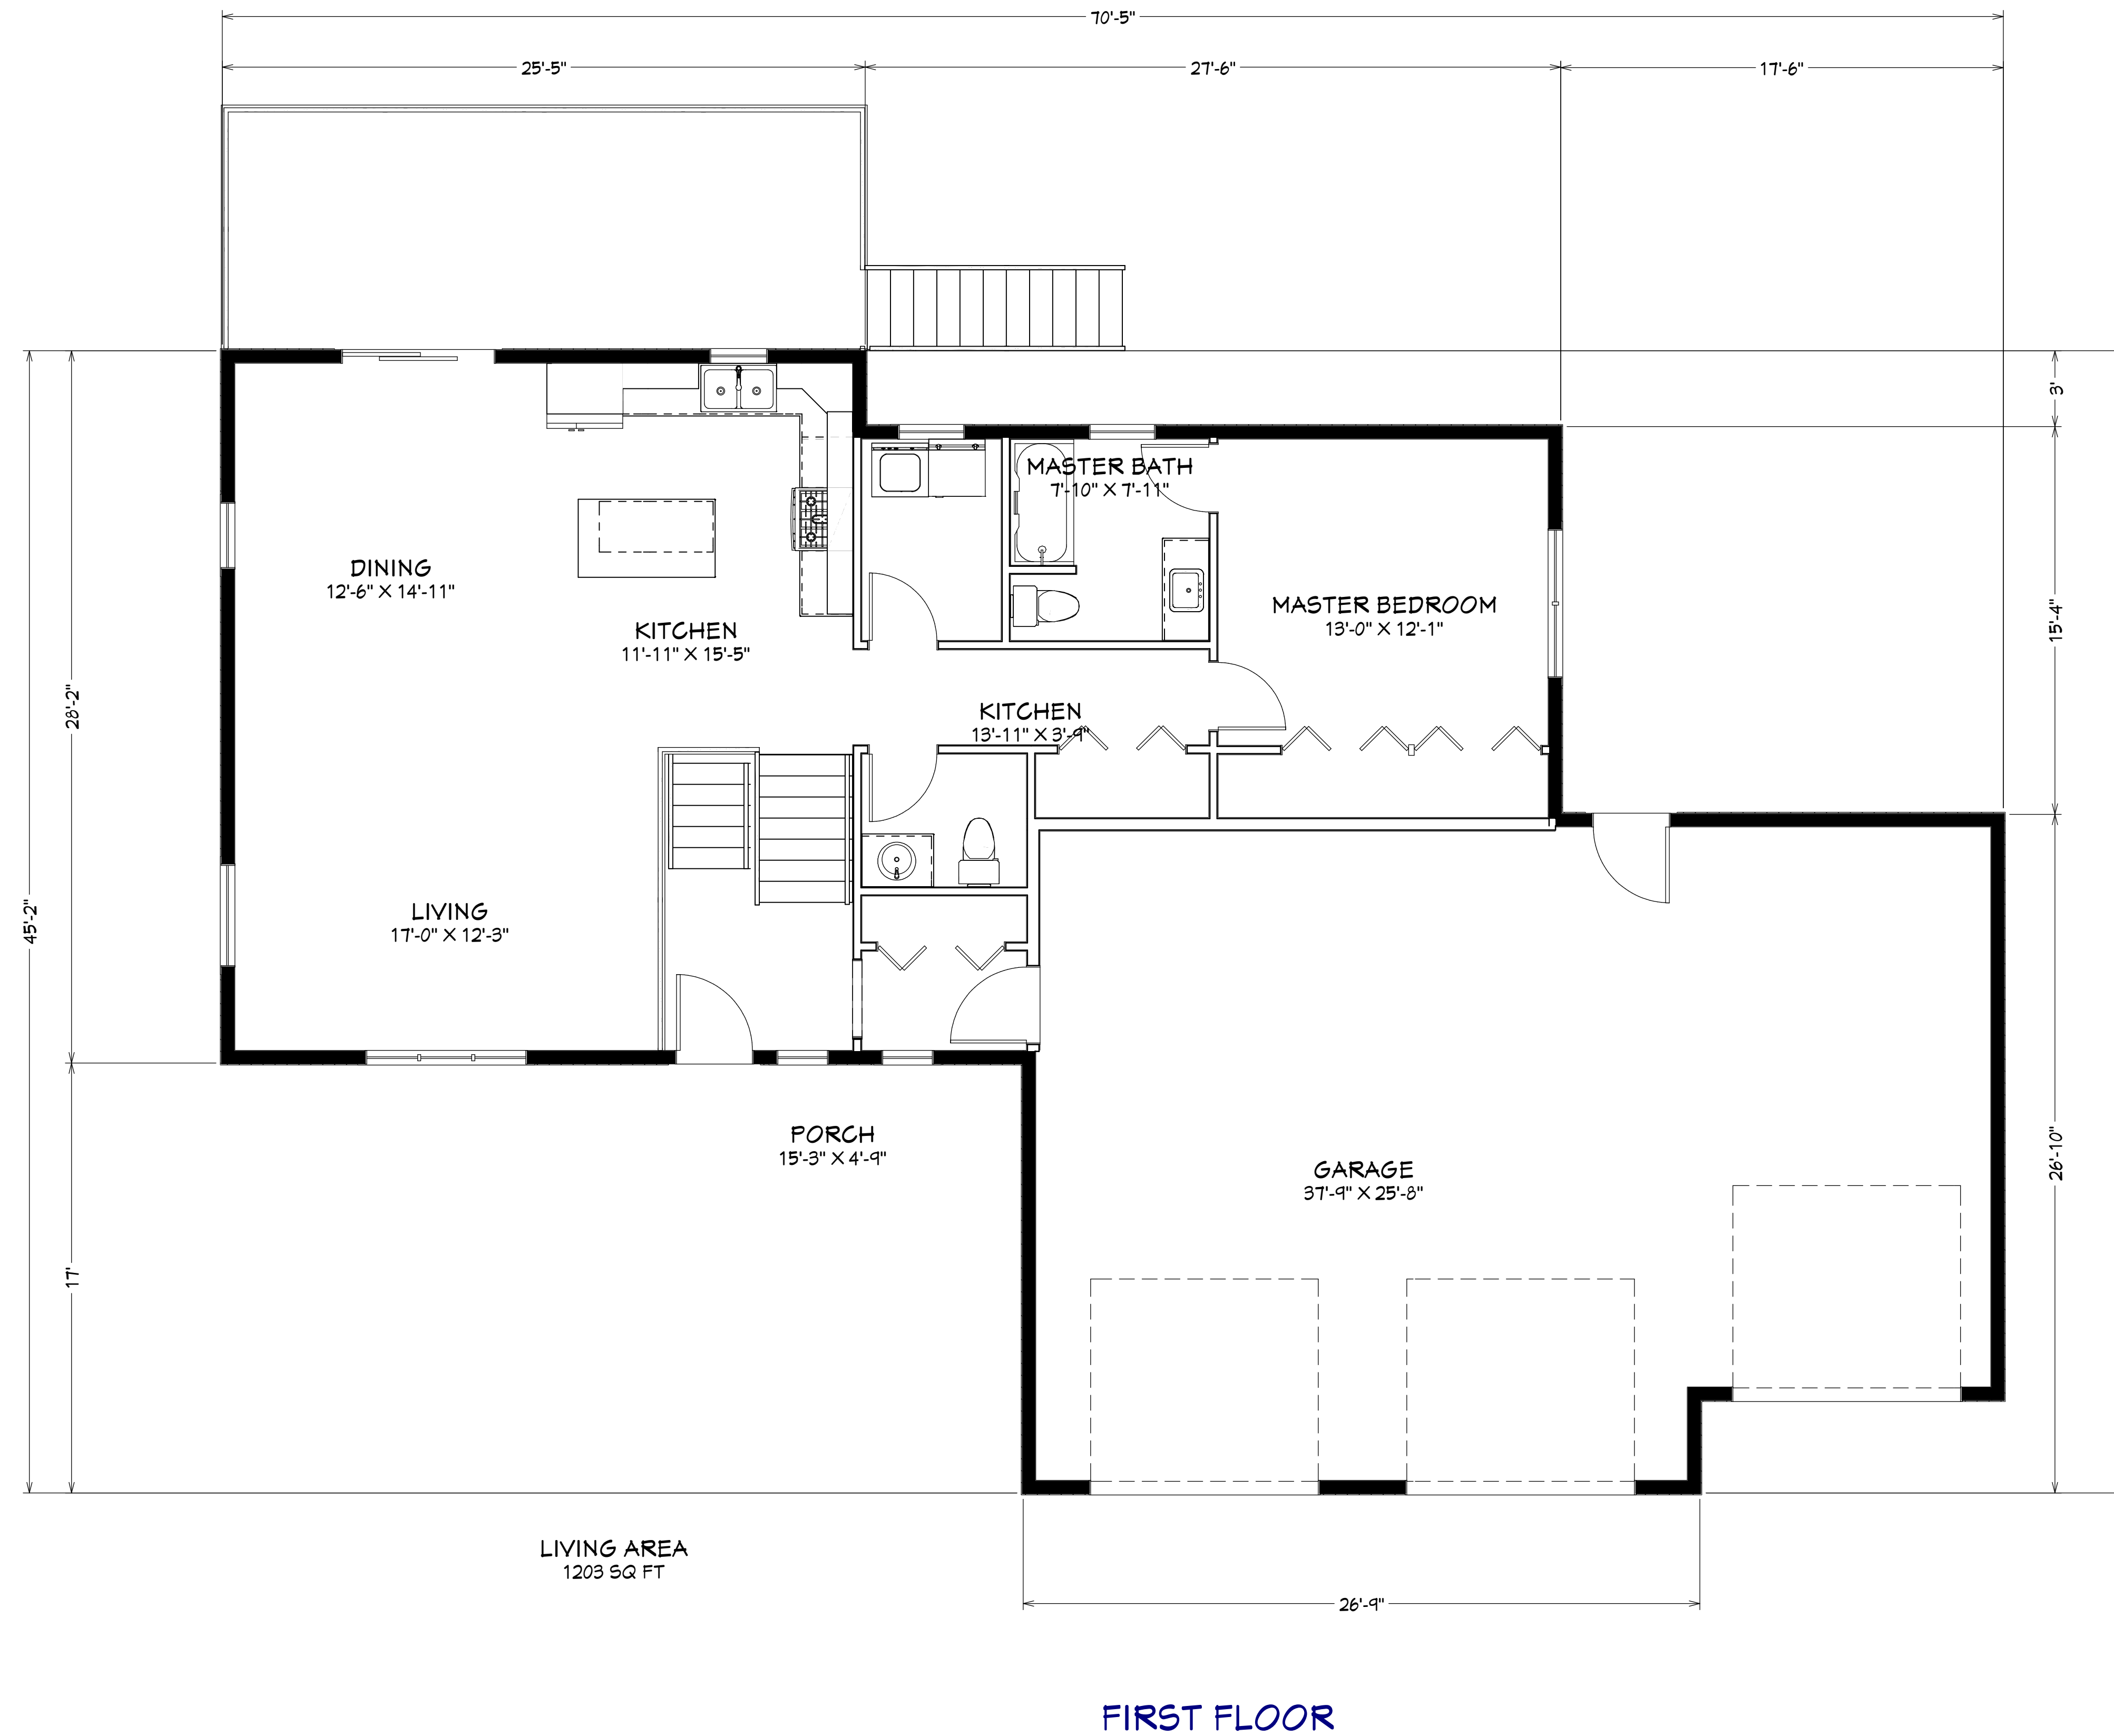 70'-5"
25'-5"
27'-6"
17'-6"
3'
MASTER BATH
7'-10" X 7'-11"
DINING
12'-6" X 14'-11"
KITCHEN
11'-11" X 15'-5"
MASTER BEDROOM
13'-0" X 12'-1"
15'-4"
28'-2"
KITCHEN
13'-11" X 3'-9"
45'-2"
LIVING
17'-0" X 12'-3"
PORCH
15'-3" X 4'-9"
GARAGE
37'-9" X 25'-8"
26'-10"
17'
LIVING AREA
1203 SQ FT
26'-9"
FIRST FLOOR